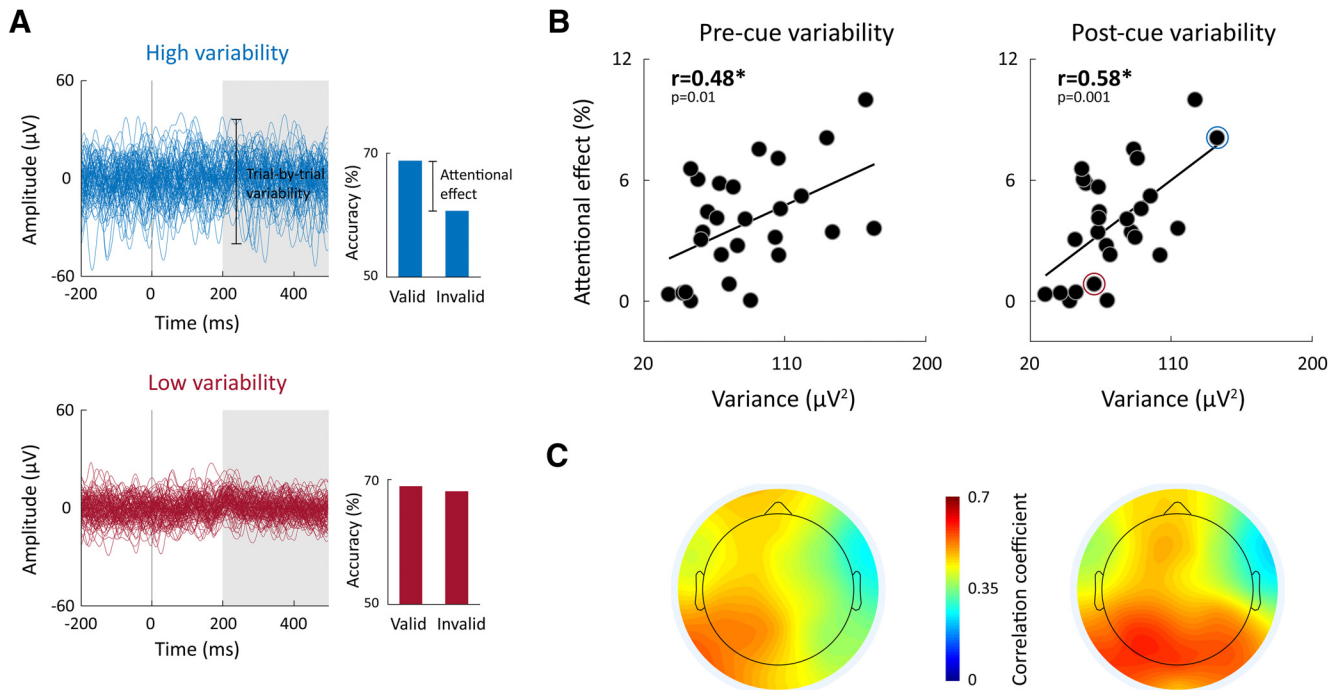 A
High variability
60
0
-60
Amplitude (µV)
Trial-by-trial
variability
-200
0
200
400
Time (ms)
70
50
Accuracy (%)
Attentional
effect
Valid
Invalid
Low variability
60
0
-60
Amplitude (µV)
-200
0
200
400
Time (ms)
70
50
Accuracy (%)
Valid
Invalid
B
Pre-cue variability
r=0.48*
p=0.01
12
6
0
Attentional effect (%)
20
110
200
Variance (µV²)
Post-cue variability
r=0.58*
p=0.001
12
6
0
20
110
200
Variance (µV²)
C
0.7
0.35
0
Correlation coefficient